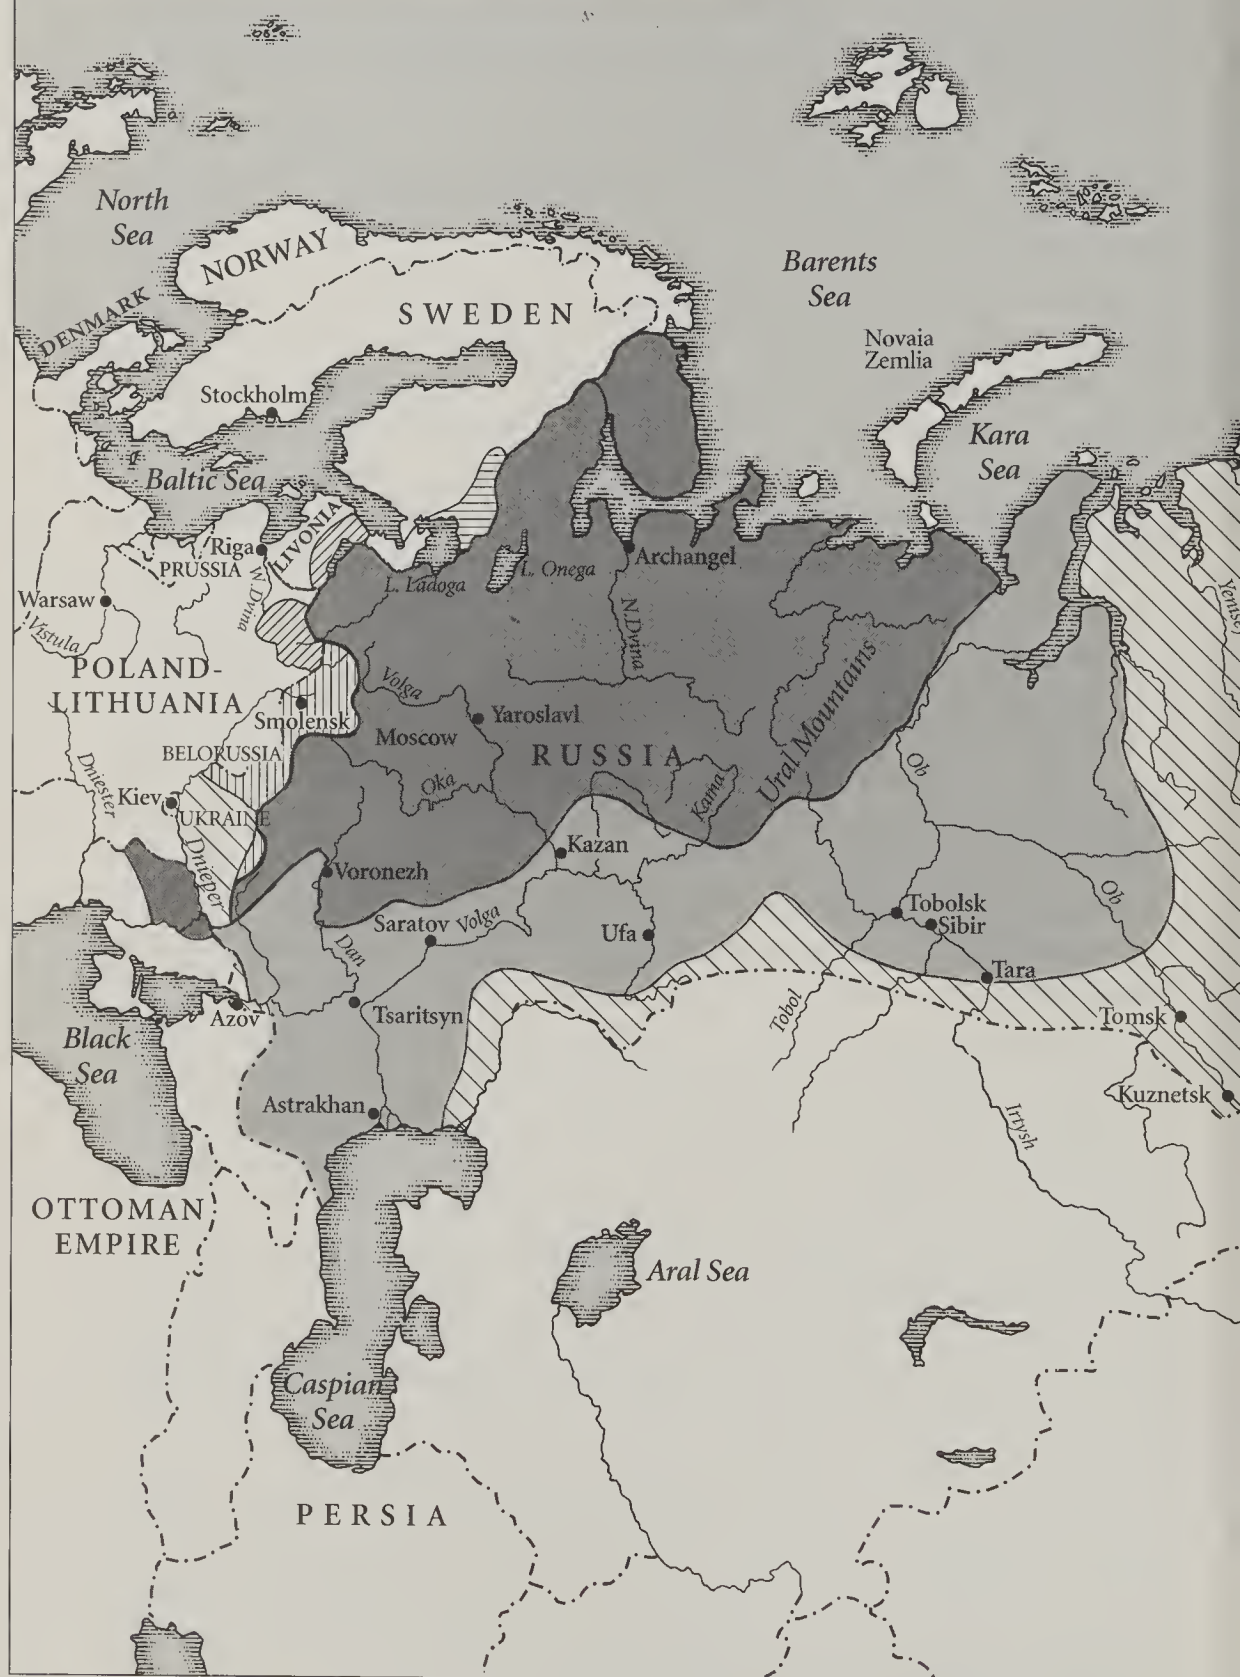 North
Sea
NORWAY
SWEDEN
Barents
Sea
DENMARK
Novaia
Zemlia
Stockholm
Kara
Sea
Baltic Sea
LIVONIA
Riga
PRUSSIA
Archangel
L. Onega
L. Ladoga
W. Dvina
Warsaw
Vistula
N. Dvina
Yenisey
POLAND-
LITHUANIA
Volga
Smolensk
Yaroslavl
Moscow
BELORUSSIA
RUSSIA
Ural Mountains
Ob
Dniester
Oka
Kama
Kiev
UKRAINE
Dnieper
Kazan
Voronezh
Ob
Tobolsk
Sibir
Saratov
Volga
Ufa
Dan
Tara
Azov
Tsaritsyn
Tobol
Tomsk
Black
Sea
Kuznetsk
Astrakhan
Irtysh
OTTOMAN
EMPIRE
Aral Sea
Caspian
Sea
PERSIA